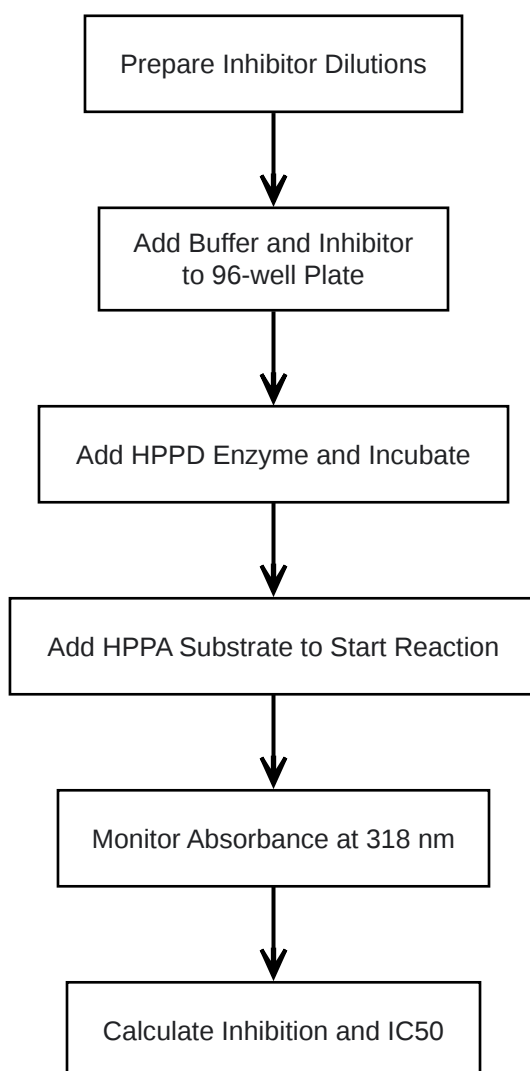 Prepare Inhibitor Dilutions
Add Buffer and Inhibitor
to 96-well Plate
Add HPPD Enzyme and Incubate
Add HPPA Substrate to Start Reaction
Monitor Absorbance at 318 nm
Calculate Inhibition and IC50